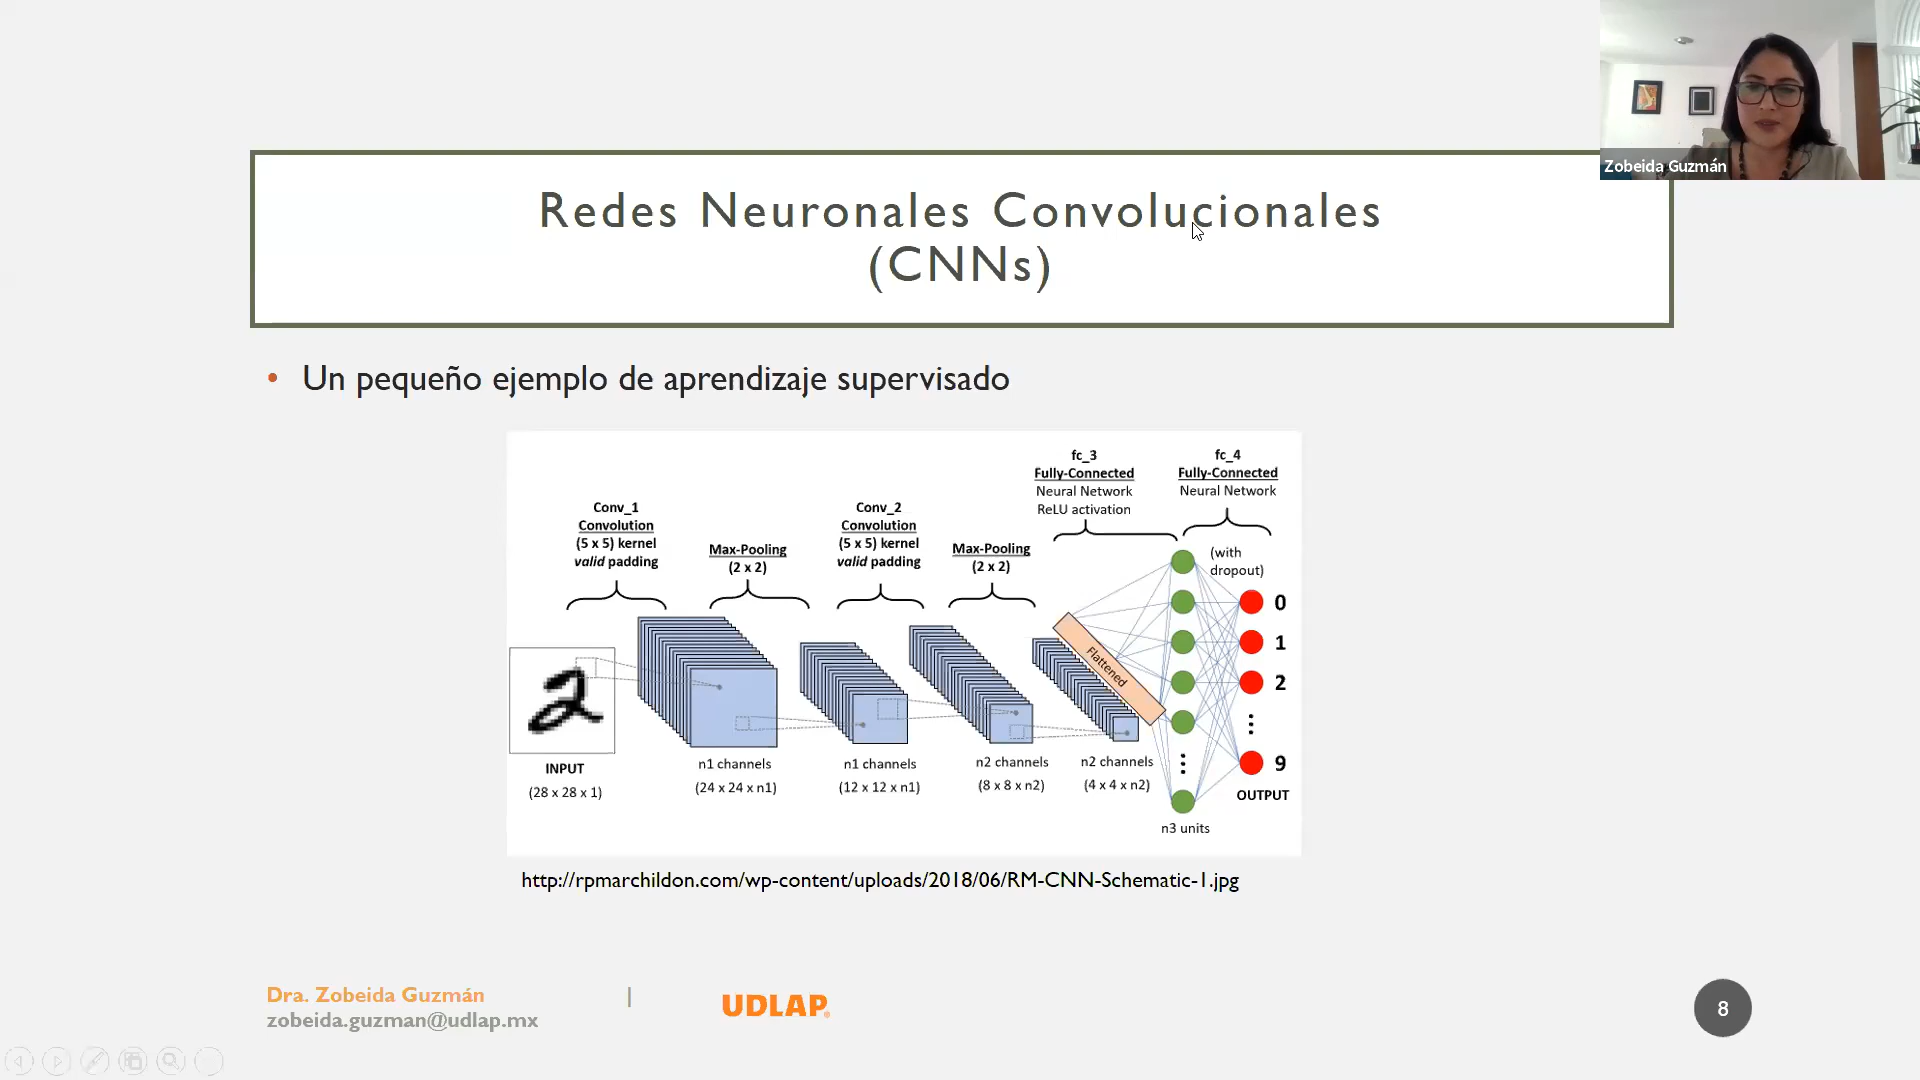 Zobeida Guzmán
Redes Neuronales Convolucionales
(CNNs)
• Un pequeño ejemplo de aprendizaje supervisado
Conv_1
Convolution
(5 x 5) kernel
valid padding
Max-Pooling
(2 x 2)
Conv_2
Convolution
(5 x 5) kernel
valid padding
Max-Pooling
(2 x 2)
fc_3
Fully-Connected
Neural Network
ReLU activation
fc_4
Fully-Connected
Neural Network
(with
dropout)
2
Flattened
0
1
2
9
INPUT
(28 x 28 x 1)
n1 channels
(24 x 24 x n1)
n1 channels
(12 x 12 x n1)
n2 channels
(8 x 8 x n2)
n2 channels
(4 x 4 x n2)
n3 units
OUTPUT
http://rpmarchildon.com/wp-content/uploads/2018/06/RM-CNN-Schematic-1.jpg
Dra. Zobeida Guzmán |
zobeida.guzman@udlap.mx
UDLAP®
8